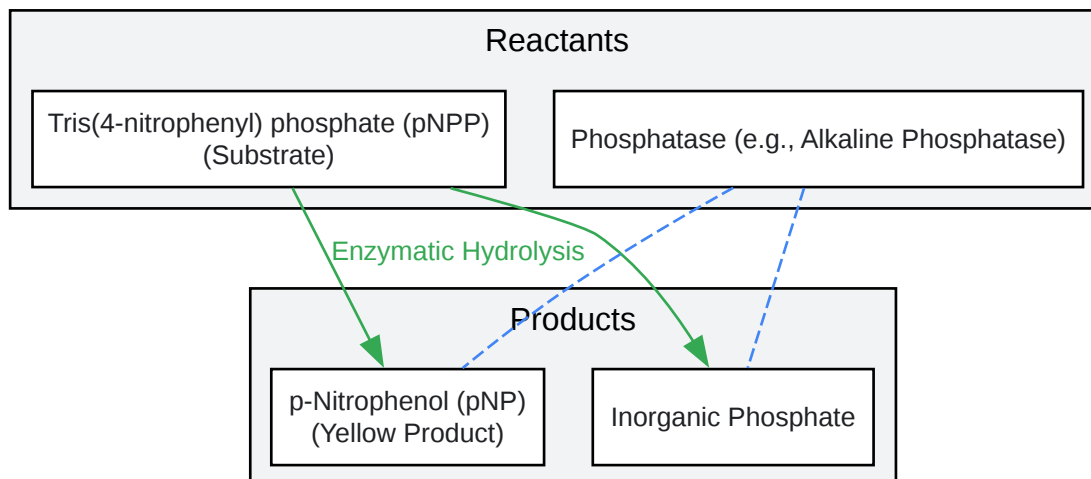 Reactants
Tris(4-nitrophenyl) phosphate (pNPP)
(Substrate)
Phosphatase (e.g., Alkaline Phosphatase)
Enzymatic Hydrolysis
Products
p-Nitrophenol (pNP)
(Yellow Product)
Inorganic Phosphate